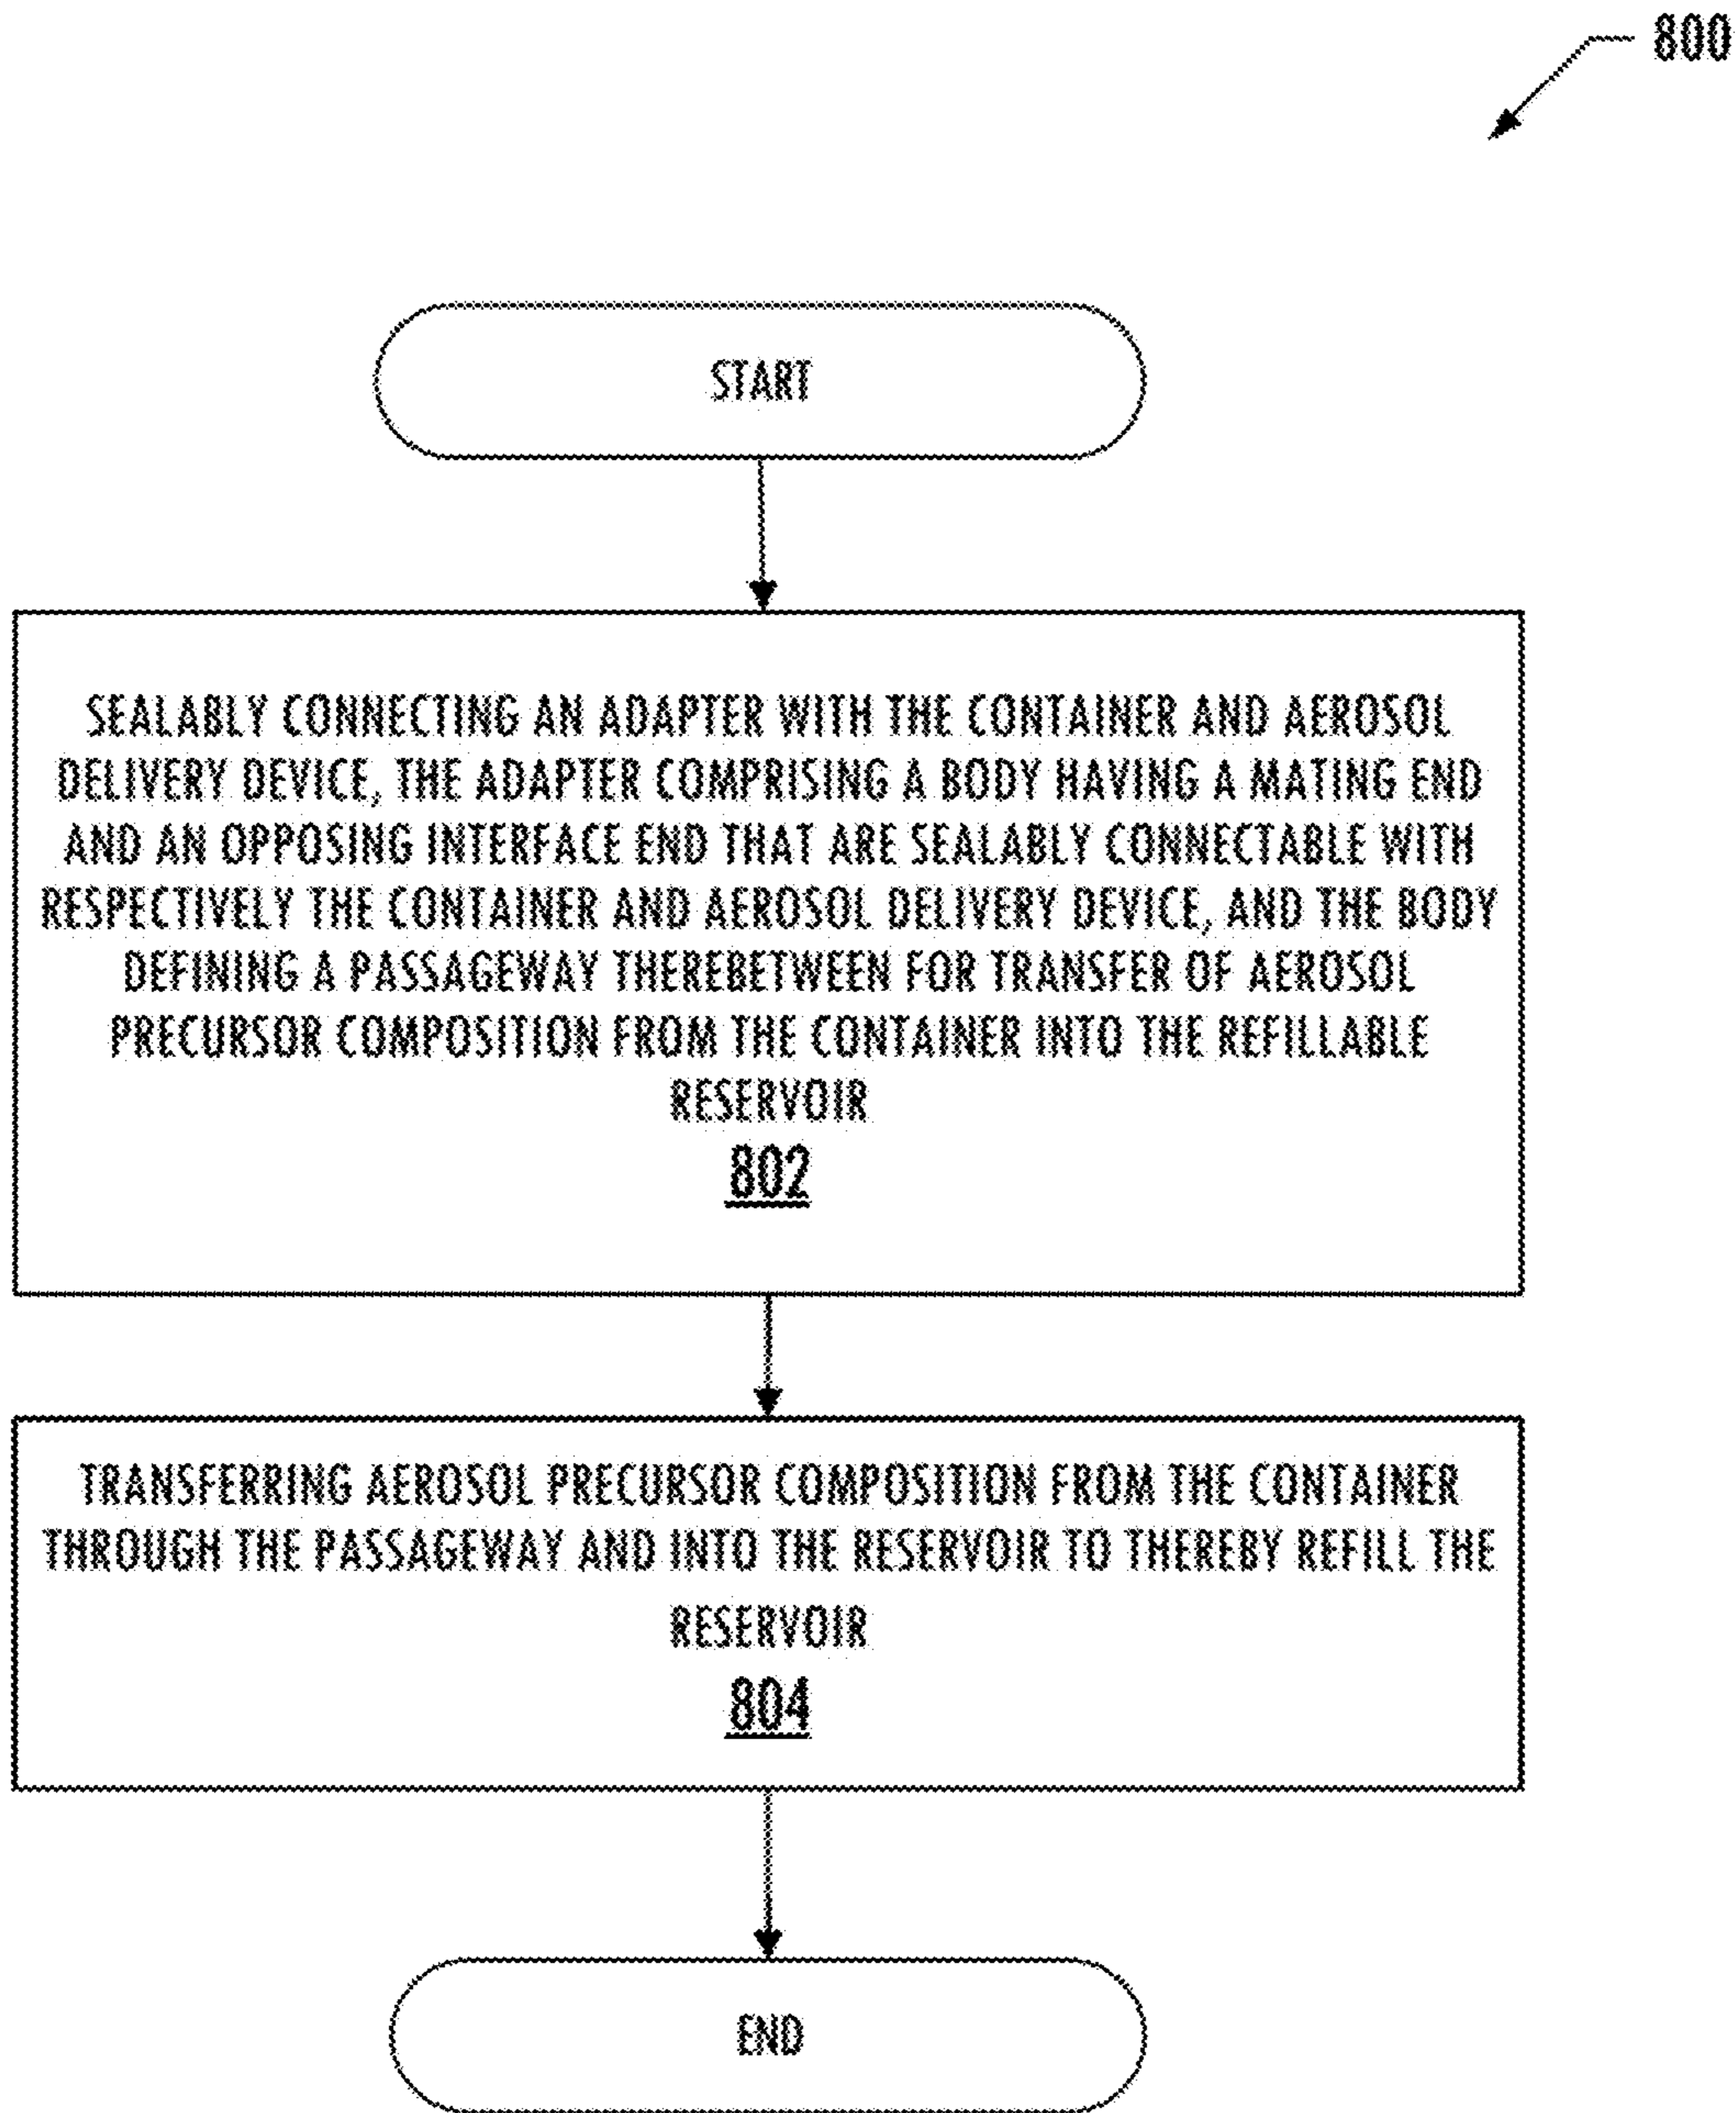 800
START
SEALABLY CONNECTING AN ADAPTER WITH THE CONTAINER AND AEROSOL
DELIVERY DEVICE, THE ADAPTER COMPRISING A BODY HAVING A MATING END
AND AN OPPOSING INTERFACE END THAT ARE SEALABLY CONNECTABLE WITH
RESPECTIVELY THE CONTAINER AND AEROSOL DELIVERY DEVICE, AND THE BODY
DEFINING A PASSAGEWAY THEREBETWEEN FOR TRANSFER OF AEROSOL
PRECURSOR COMPOSITION FROM THE CONTAINER INTO THE REFILLABLE
RESERVOIR
802
TRANSFERRING AEROSOL PRECURSOR COMPOSITION FROM THE CONTAINER
THROUGH THE PASSAGEWAY AND INTO THE RESERVOIR TO THEREBY REFILL THE
RESERVOIR
804
END